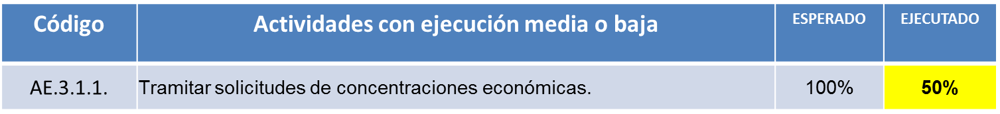 Código Actividades con ejecución media o baja ESPERADO EJECUTADO
AE.3.1.1. Tramitar solicitudes de concentraciones económicas. 100% 50%